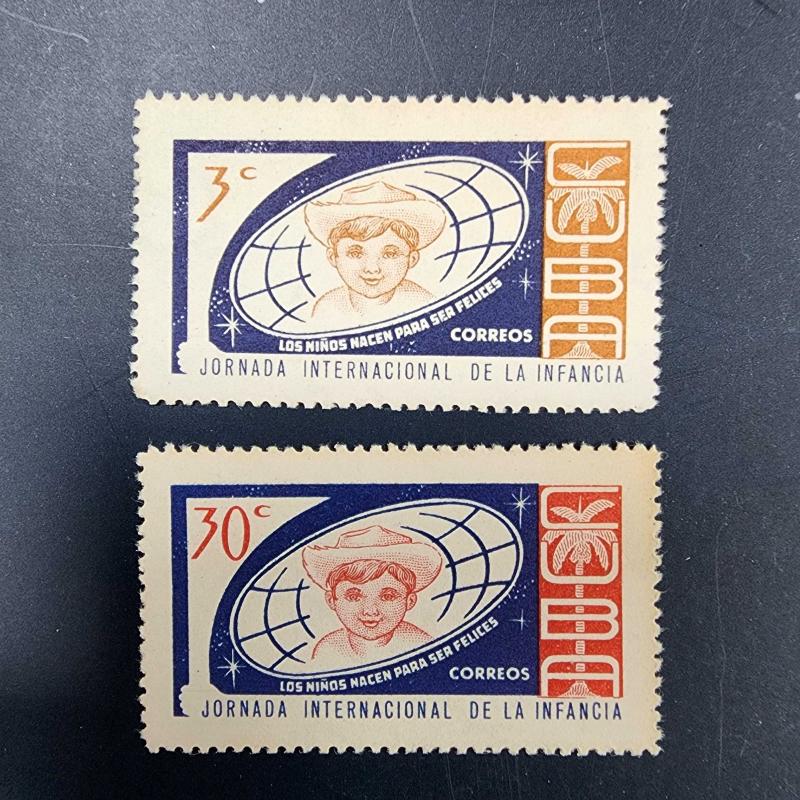 3c
CUBA
LOS NIÑOS NACEN PARA SER FELICES
CORREOS
JORNADA INTERNACIONAL DE LA INFANCIA
30c
CUBA
LOS NIÑOS NACEN PARA SER FELICES
CORREOS
JORNADA INTERNACIONAL DE LA INFANCIA